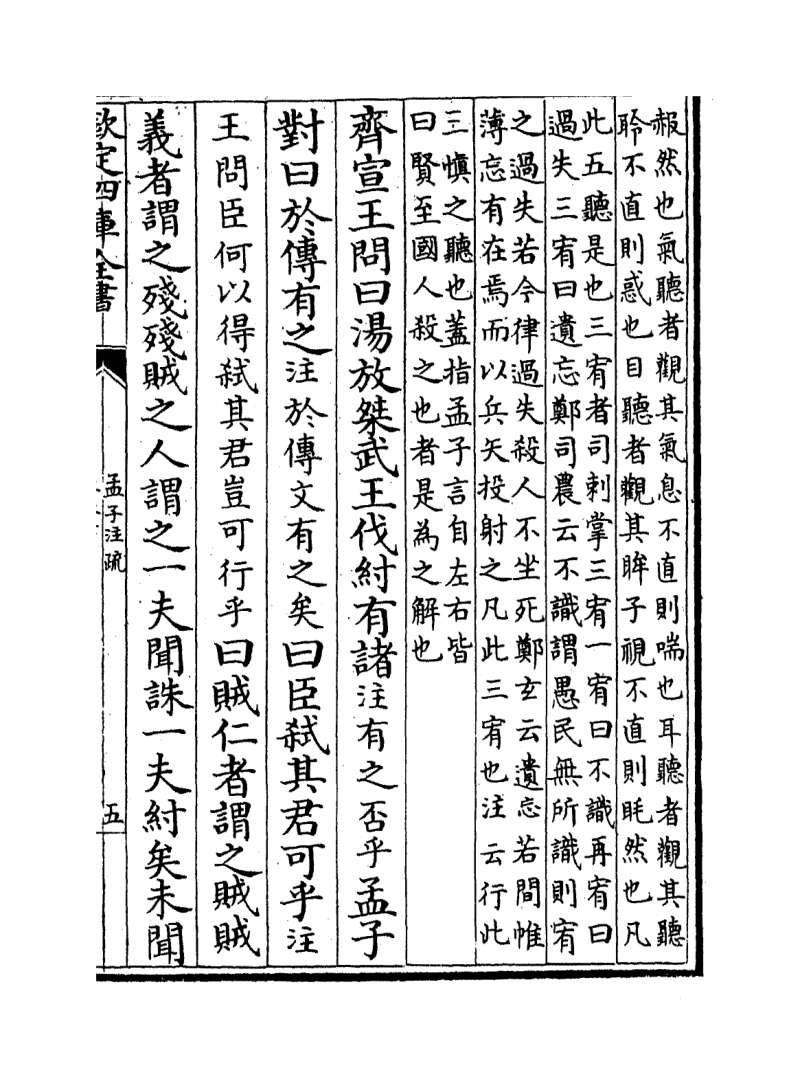 赧然也氣聽者觀其氣息不直則喘也耳聽者觀其聽
聆不直則惑也目聽者觀其眸子視不直則眊然也凡
此五聽是也三宥者司剌掌三宥一宥曰不識再宥曰
過失三宥曰遺忘鄭司農云不識謂愚民無所識則宥
之過失若今律過失殺人不坐死鄭玄云遺忘若間帷
薄忘有在焉而以兵矢投射之凡此三宥也注云行此
三慎之聽也蓋指孟子言自左右皆
曰賢至國人殺之也者是為之解也
齊宣王問曰湯放桀武王伐紂有諸注有之否乎孟子
對曰於傳有之注於傳文有之矣曰臣弑其君可乎注
王問臣何以得弑其君豈可行乎曰賊仁者謂之賊賊
義者謂之殘殘賊之人謂之一夫聞誅一夫紂矣未聞
欽定四庫全書
孟子注疏
五